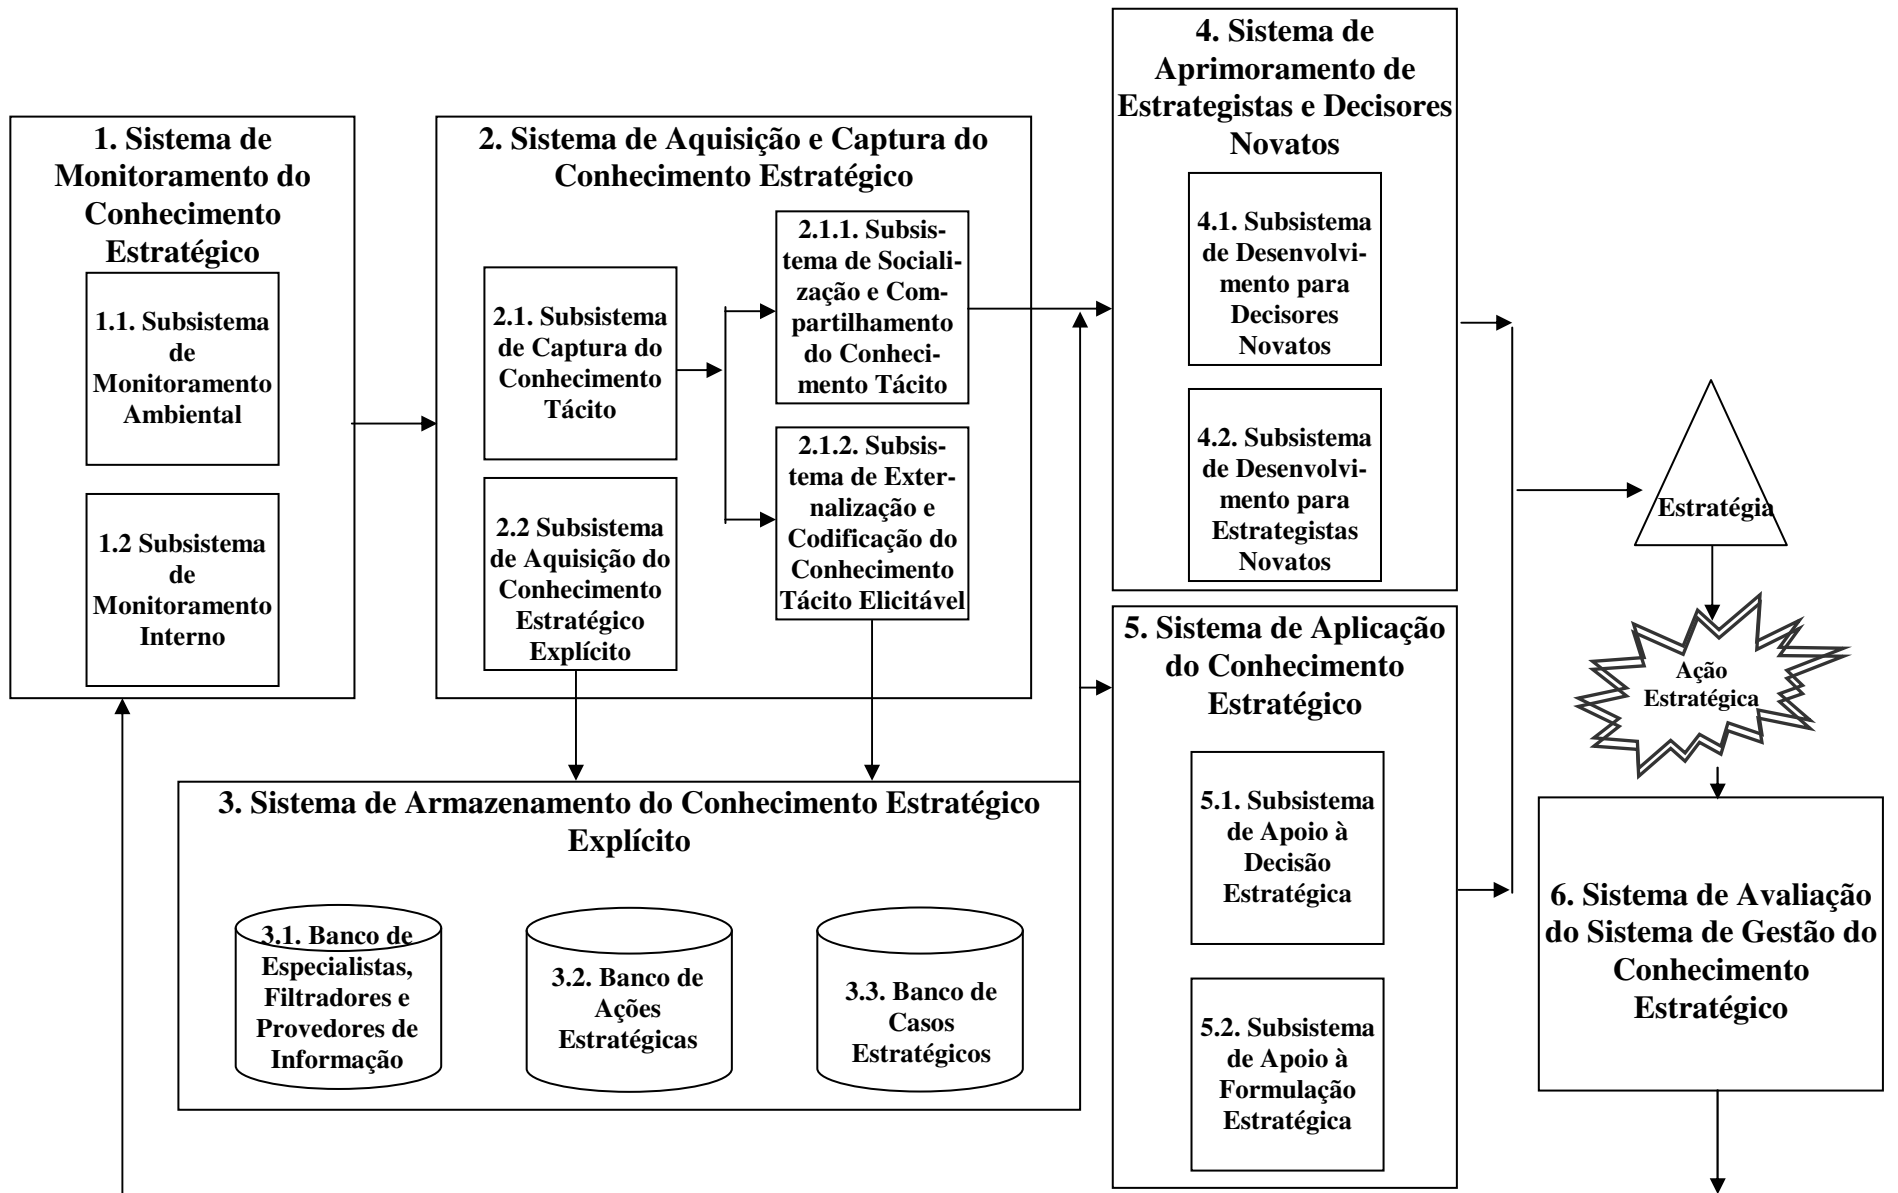 1. Sistema de
Monitoramento do
Conhecimento
Estratégico
1.1. Subsistema
de
Monitoramento
Ambiental
1.2 Subsistema
de
Monitoramento
Interno
2. Sistema de Aquisição e Captura do
Conhecimento Estratégico
2.1. Subsistema
de Captura do
Conhecimento
Tácito
2.2 Subsistema
de Aquisição do
Conhecimento
Estratégico
Explícito
2.1.1. Subsis-
tema de Sociali-
zação e Com-
partilhamento
do Conheci-
mento Tácito
2.1.2. Subsis-
tema de Exter-
nalização e
Codificação do
Conhecimento
Tácito Elicitável
3. Sistema de Armazenamento do Conhecimento Estratégico
Explícito
3.1. Banco de
Especialistas,
Filtradores e
Provedores de
Informação
3.2. Banco de
Ações
Estratégicas
3.3. Banco de
Casos
Estratégicos
4. Sistema de
Aprimoramento de
Estrategistas e Decisores
Novatos
4.1. Subsistema
de Desenvolvi-
mento para
Decisores
Novatos
4.2. Subsistema
de Desenvolvi-
mento para
Estrategistas
Novatos
5. Sistema de Aplicação
do Conhecimento
Estratégico
5.1. Subsistema
de Apoio à
Decisão
Estratégica
5.2. Subsistema
de Apoio à
Formulação
Estratégica
Estratégia
Ação
Estratégica
6. Sistema de Avaliação
do Sistema de Gestão do
Conhecimento
Estratégico